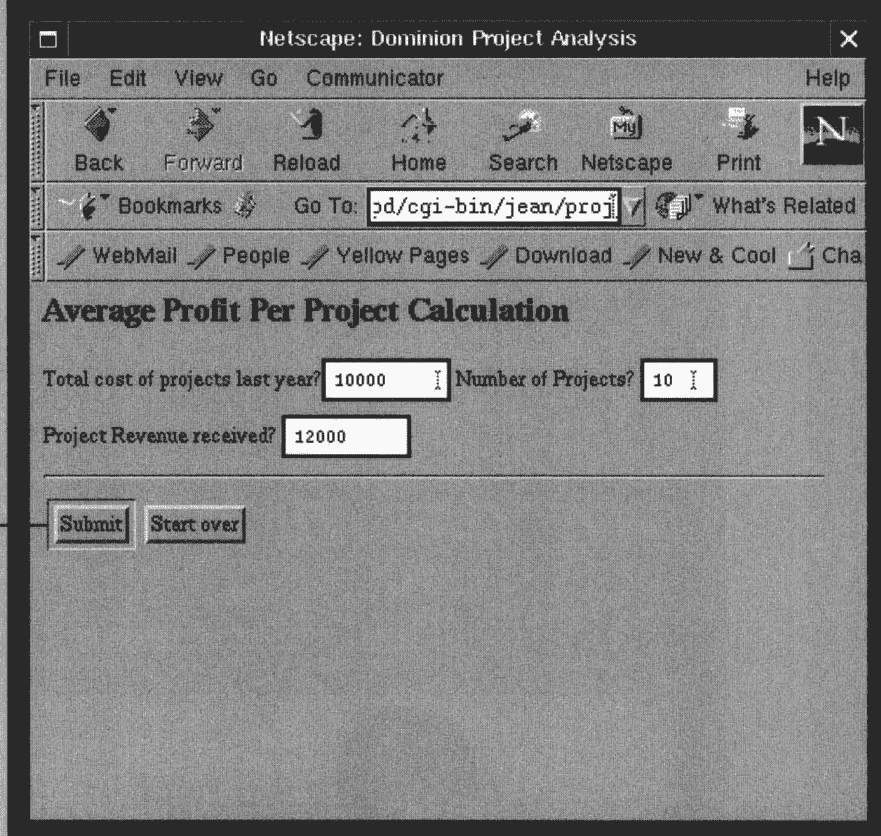 Netscape: Dominion Project Analysis
File Edit View Go Communicator Help
My N
Back Forward Reload Home Search Netscape Print
Bookmarks Go To: pd/cgi-bin/jean/proj What's Related
WebMail People Yellow Pages Download New & Cool Cha
Average Profit Per Project Calculation
Total cost of projects last year? 10000 Number of Projects? 10
Project Revenue received? 12000
Submit Start over